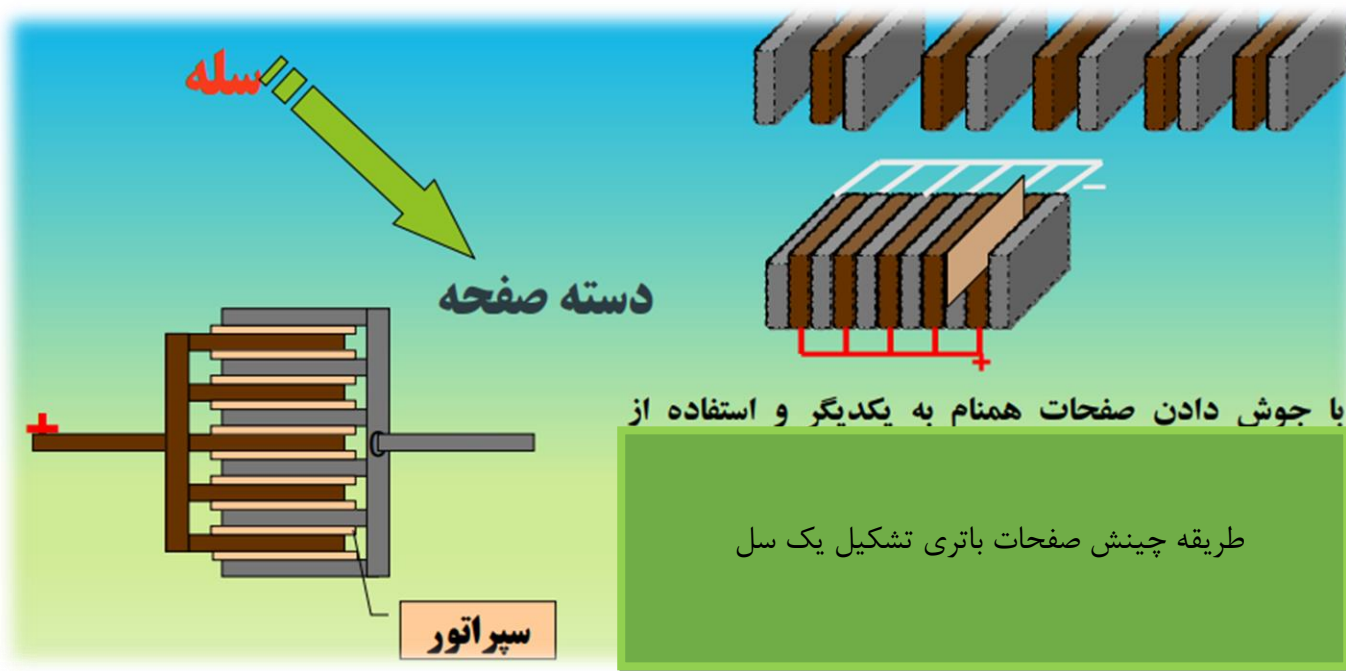 سله
دسته صفحه
-
+
+
با جوش دادن صفحات همنام به یکدیگر و استفاده از
طریقه چینش صفحات باتری تشکیل یک سل
سپراتور